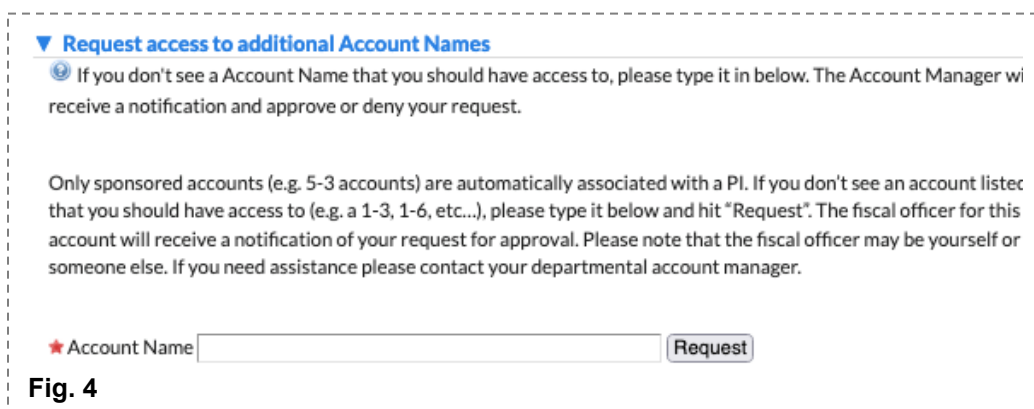 ▼ Request access to additional Account Names
If you don't see a Account Name that you should have access to, please type it in below. The Account Manager wi
receive a notification and approve or deny your request.
Only sponsored accounts (e.g. 5-3 accounts) are automatically associated with a PI. If you don't see an account listed
that you should have access to (e.g. a 1-3, 1-6, etc...), please type it below and hit "Request". The fiscal officer for this
account will receive a notification of your request for approval. Please note that the fiscal officer may be yourself or
someone else. If you need assistance please contact your departmental account manager.
Account Name Request
Fig. 4